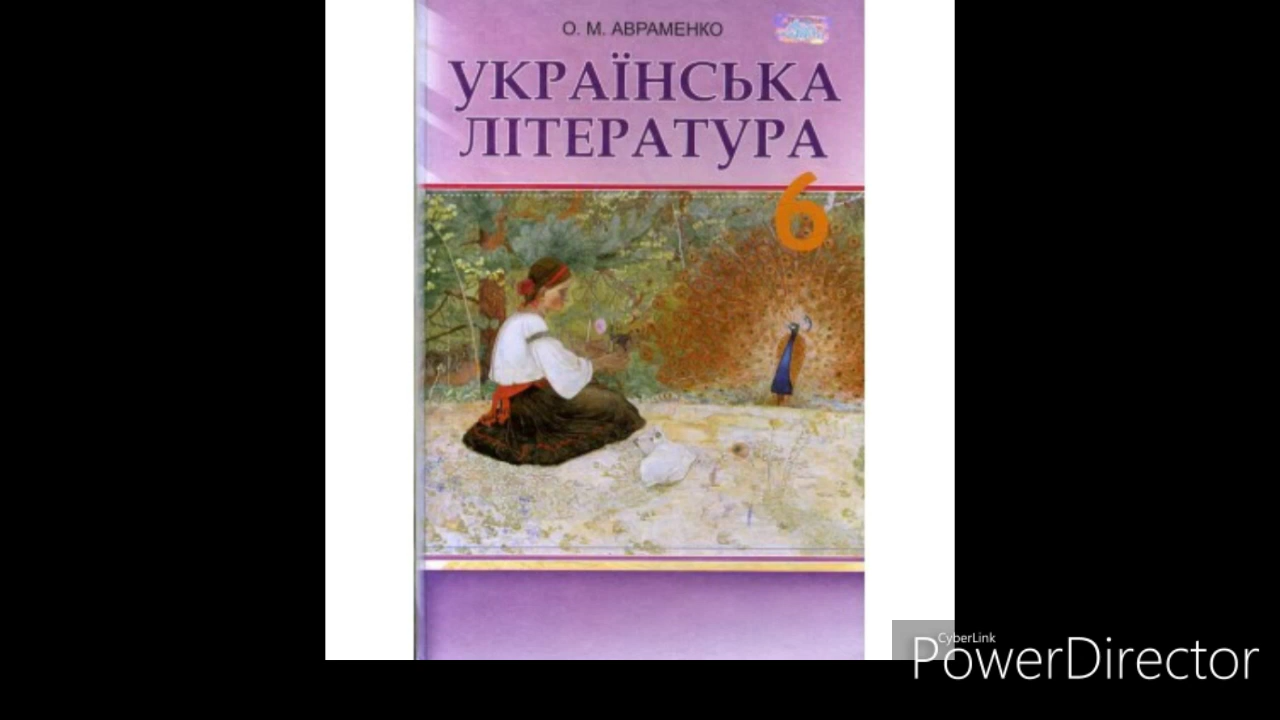 О. М. АВРАМЕНКО
УКРАЇНСЬКА
ЛІТЕРАТУРА
6
CyberLink
PowerDirector